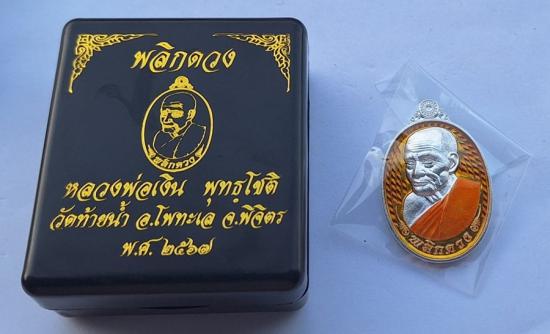 พลิกดวง
พลิกดวง
หลวงพ่อเงิน พุทธโชติ
วัดท้ายน้ำ อ.โพทะเล จ.พิจิตร
พ.ศ. ๒๕๖๗
พลิกดวง